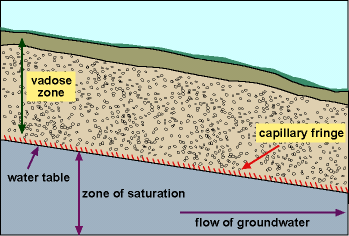 vadose
zone
capillary fringe
water table
zone of saturation
flow of groundwater